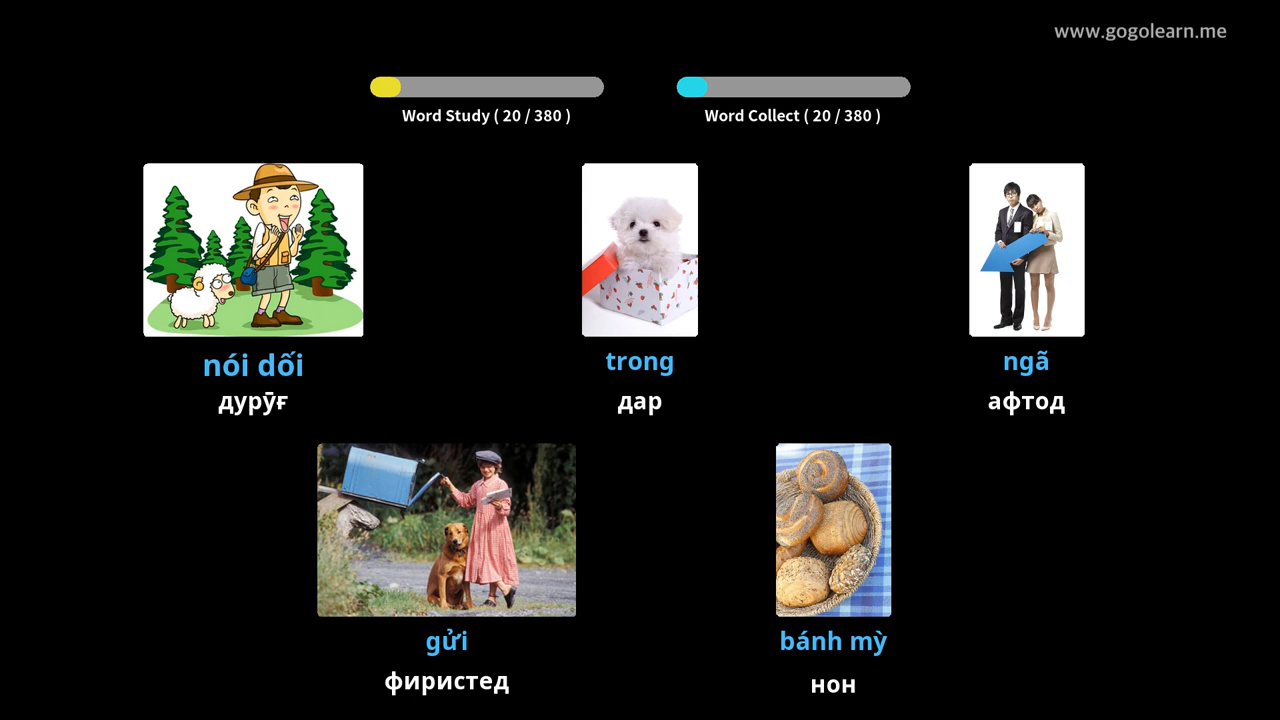 www.gogolearn.me
Word Study ( 20 / 380 )
Word Collect ( 20 / 380 )
nói dối
дурӯғ
trong
дар
ngã
афтод
gửi
фиристед
bánh mỳ
нон